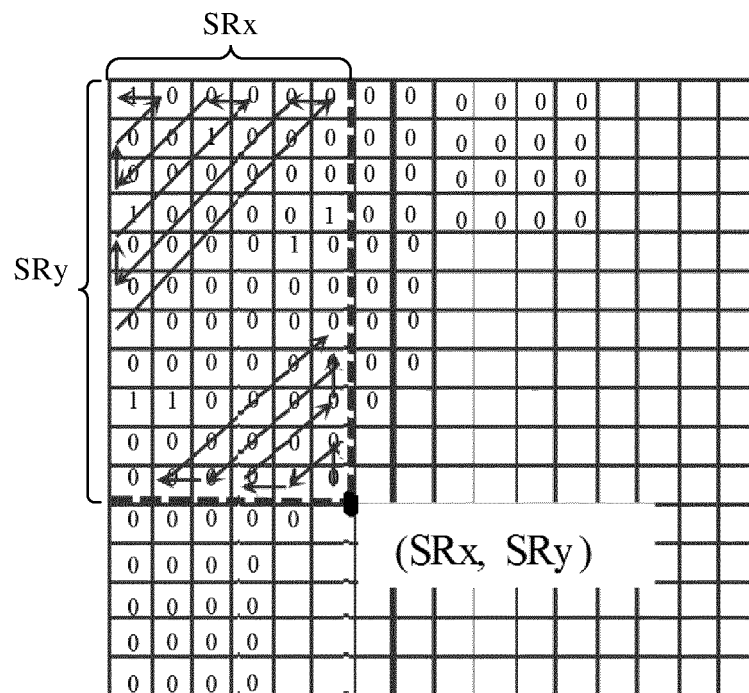 SRx
1 0 0 0 0 0 0 0 0 0 0 0
0 0 1 0 0 0 0 0 0 0 0 0
0 0 0 0 0 0 0 0 0 0 0 0
1 0 0 0 0 1 0 0 0 0 0 0
0 0 0 0 1 0 0 0
SRy
0 0 0 0 0 0 0 0
0 0 0 0 0 0 0 0
0 0 0 0 0 0 0 0
1 1 0 0 0 0 0
0 0 0 0 0 0
0 0 0 0 0
0 0 0 0 0
(SRx, SRy)
0 0 0 0
0 0 0 0
0 0 0 0
0 0 0 0